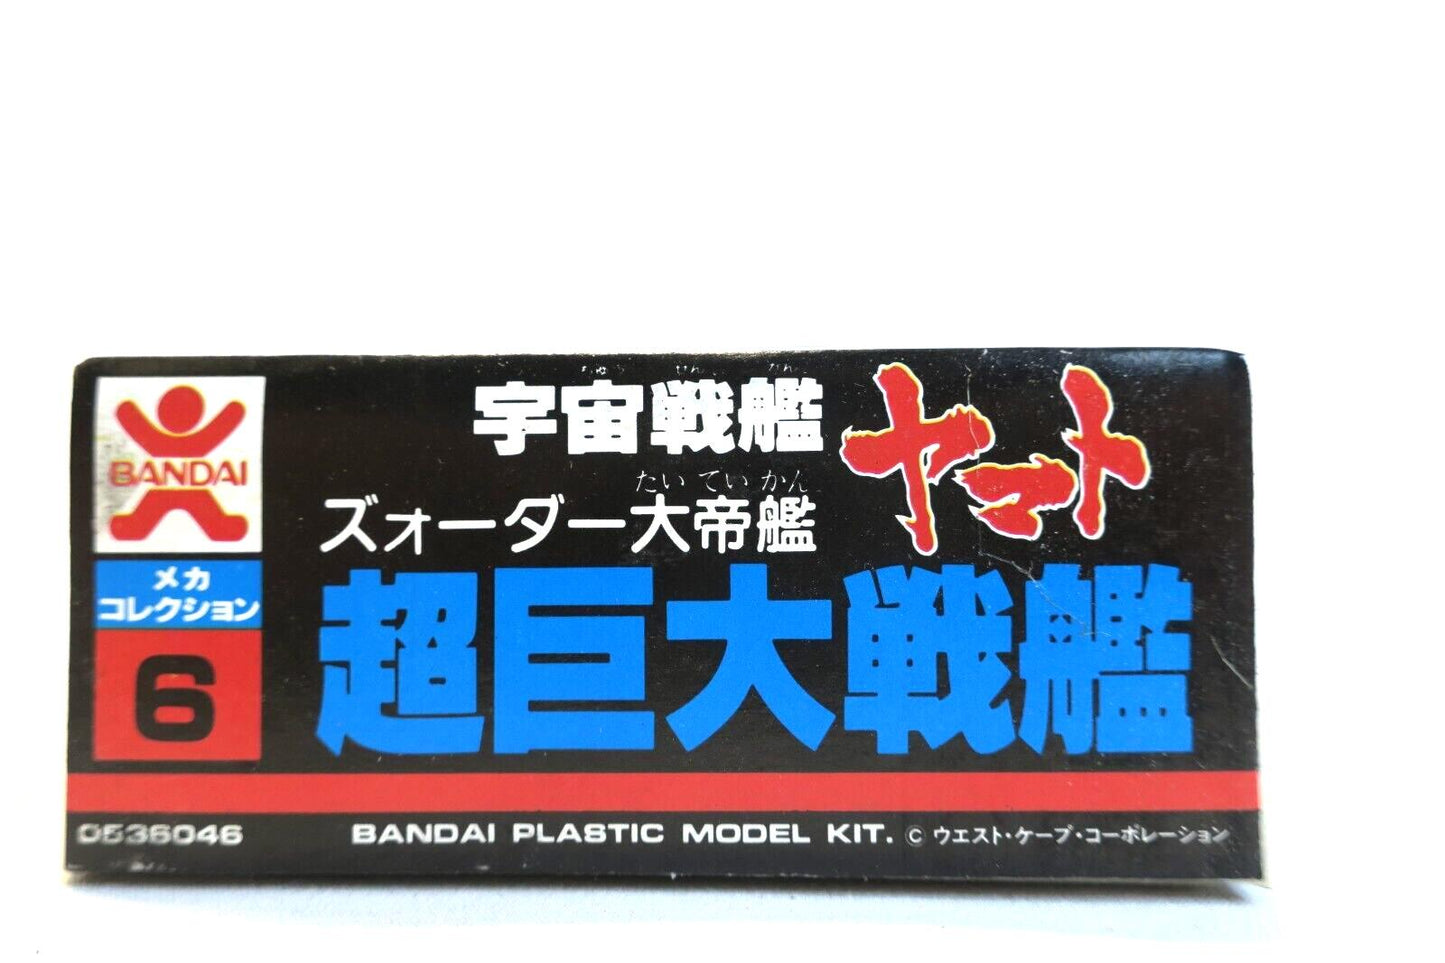 BANDAI
メカ
コレクション
6
宇宙戦艦 ヤマト
たい てい かん
ズォーダー大帝艦
超巨大戦艦
0536046
BANDAI PLASTIC MODEL KIT. © ウエスト・ケープ・コーポレーション